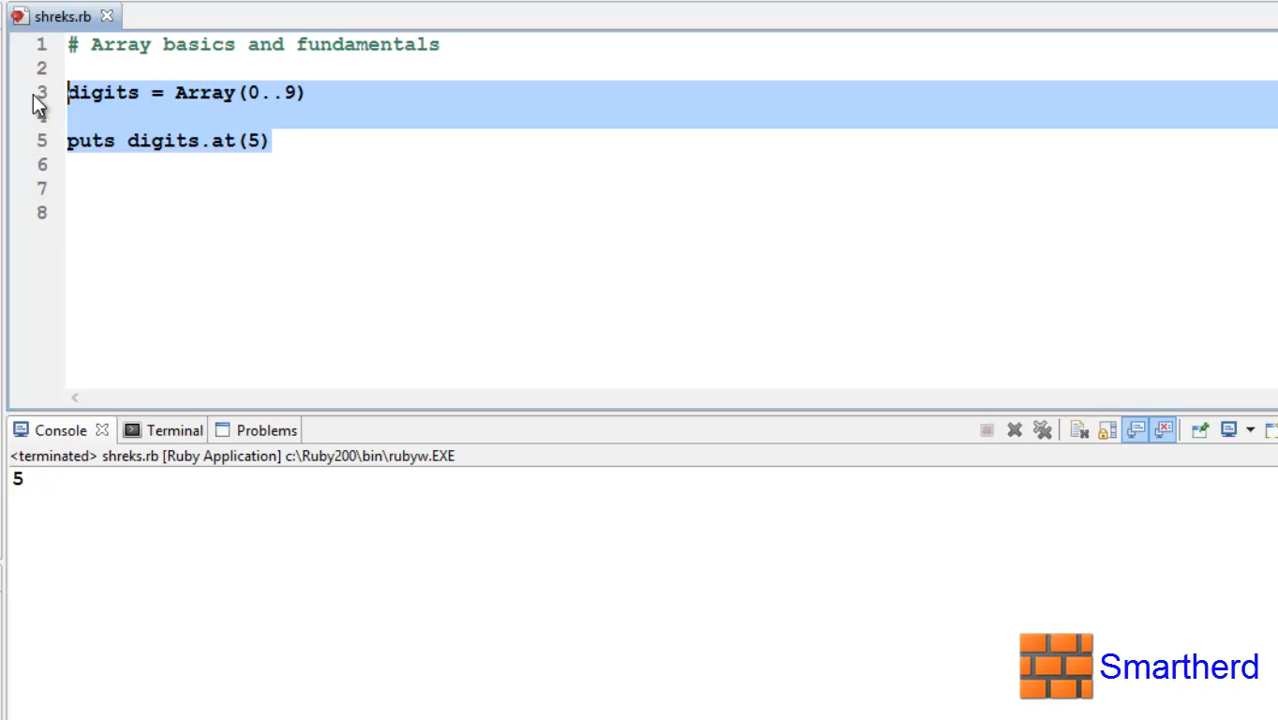 shreks.rb
1 # Array basics and fundamentals
2
3 digits = Array(0..9)
4
5 puts digits.at(5)
6
7
8
Console Terminal Problems
<terminated> shreks.rb [Ruby Application] c:\Ruby200\bin\rubyw.EXE
5
Smartherd